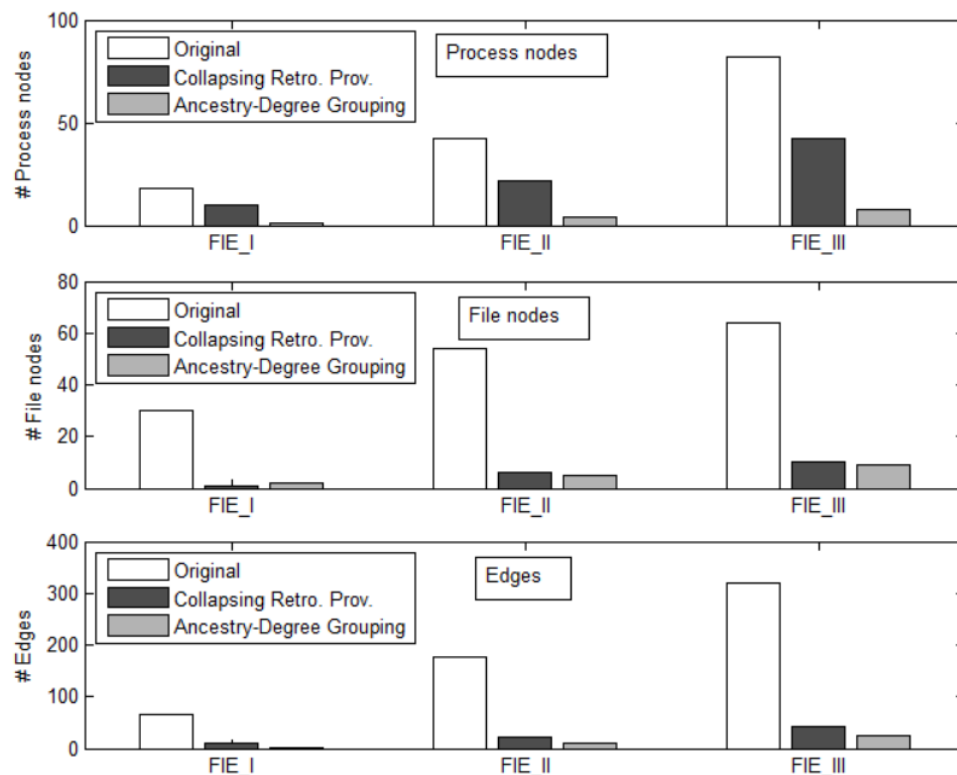 100
50
0
# Process nodes
Original
Collapsing Retro. Prov.
Ancestry-Degree Grouping
Process nodes
FIE_I
FIE_II
FIE_III
80
60
40
20
0
# File nodes
Original
Collapsing Retro. Prov.
Ancestry-Degree Grouping
File nodes
FIE_I
FIE_II
FIE_III
400
300
200
100
0
# Edges
Original
Collapsing Retro. Prov.
Ancestry-Degree Grouping
Edges
FIE_I
FIE_II
FIE_III